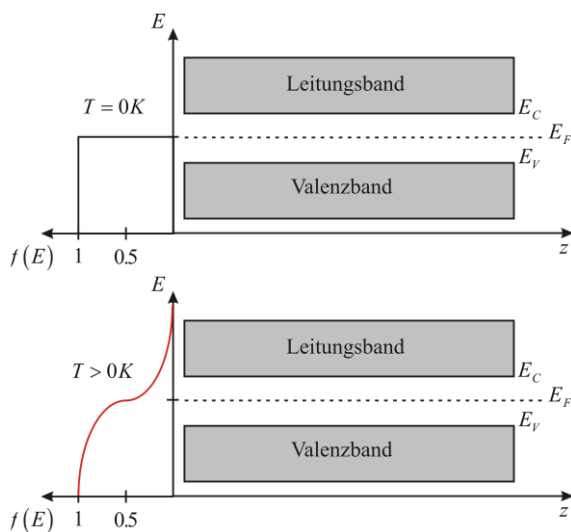 E
Leitungsband
T = 0K
E_C
E_F
E_V
Valenzband
f(E)
1
0.5
z
E
Leitungsband
T > 0K
E_C
E_F
E_V
Valenzband
f(E)
1
0.5
z